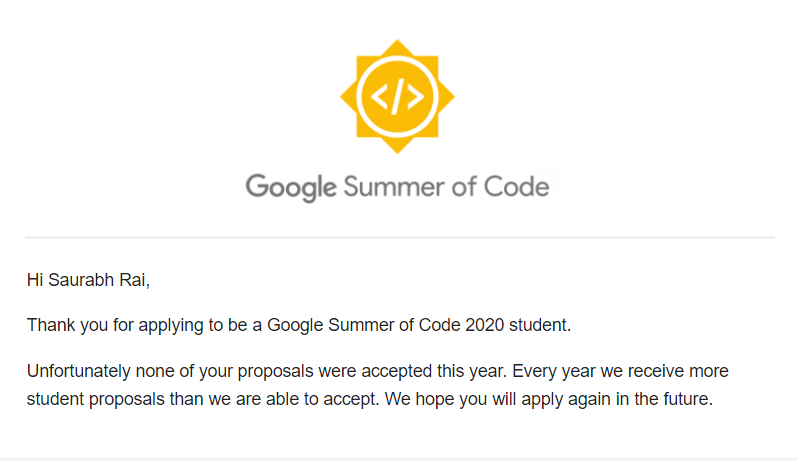 </>
Google Summer of Code
Hi Saurabh Rai,
Thank you for applying to be a Google Summer of Code 2020 student.
Unfortunately none of your proposals were accepted this year. Every year we receive more
student proposals than we are able to accept. We hope you will apply again in the future.